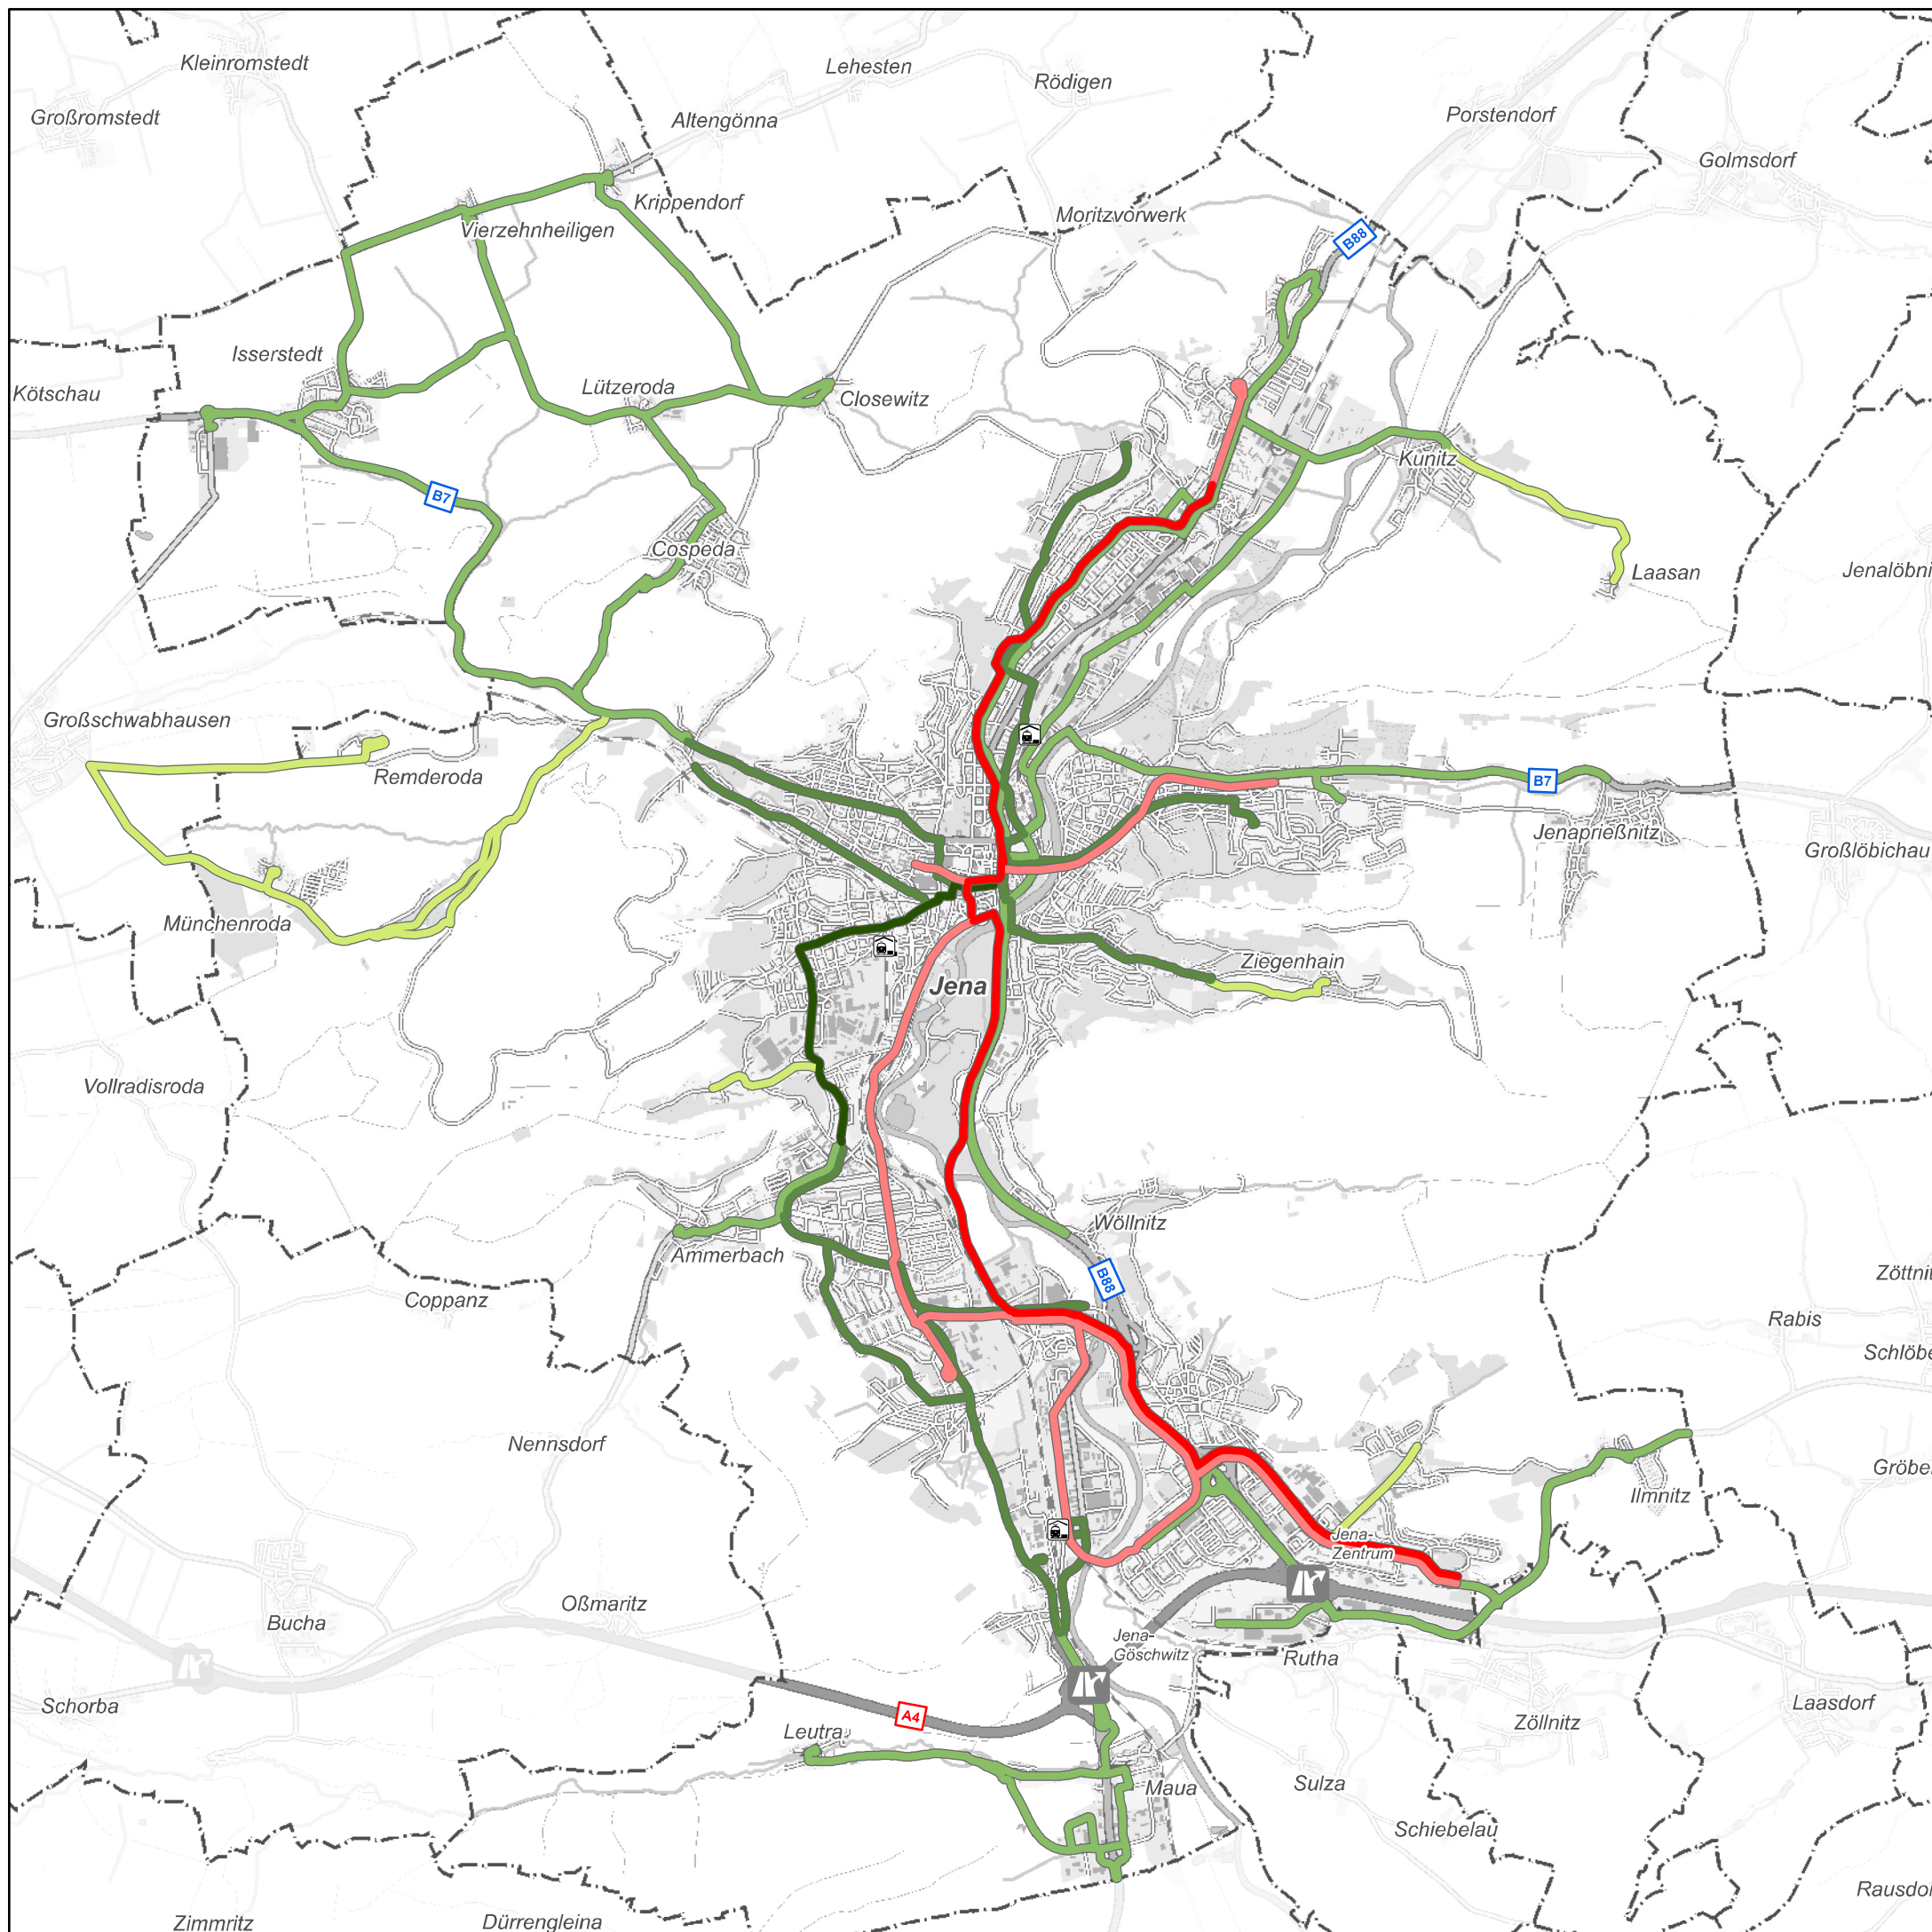 Kleinromstedt
Lehesten
Rödigen
Großromstedt
Altengönna
Porstendorf
Golmsdorf
Krippendorf
Moritzvorwerk
Vierzehnheiligen
B88
Isserstedt
Kötschau
Lützeroda
Closewitz
Kunitz
B7
Cospeda
Laasan
Jenalöbni
Großschwabhausen
Remderoda
B7
Jenaprießnitz
Großlöbichau
Münchenroda
Ziegenhain
Jena
Vollradisroda
Wöllnitz
Ammerbach
B88
Zöttni
Coppanz
Rabis
Schlöbe
Nennsdorf
Gröbe
Ilmnitz
Jena-
Zentrum
Oßmaritz
Bucha
Jena-
Göschwitz
Rutha
Schorba
A4
Leutra
Zöllnitz
Laasdorf
Maua
Sulza
Schiebelau
Rausdo
Zimmritz
Dürrengleina